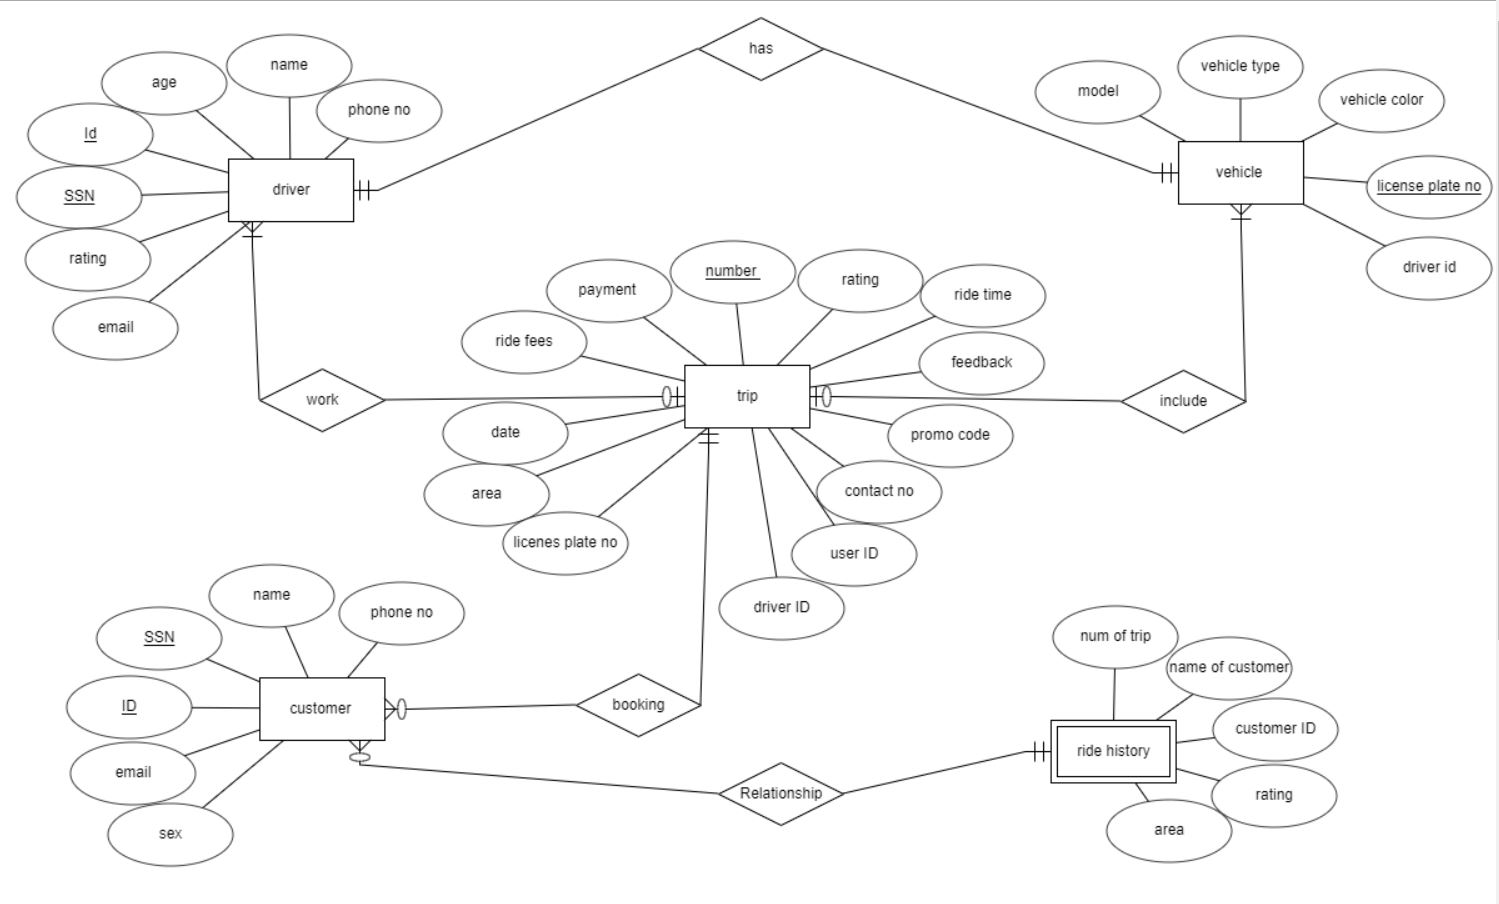 has
name
age
phone no
Id
driver
SSN
rating
email
vehicle type
model
vehicle color
vehicle
license plate no
driver id
number
rating
payment
ride time
ride fees
feedback
trip
work
include
date
promo code
area
contact no
licenes plate no
user ID
driver ID
name
phone no
SSN
ID
customer
booking
email
sex
Relationship
num of trip
name of customer
customer ID
ride history
rating
area